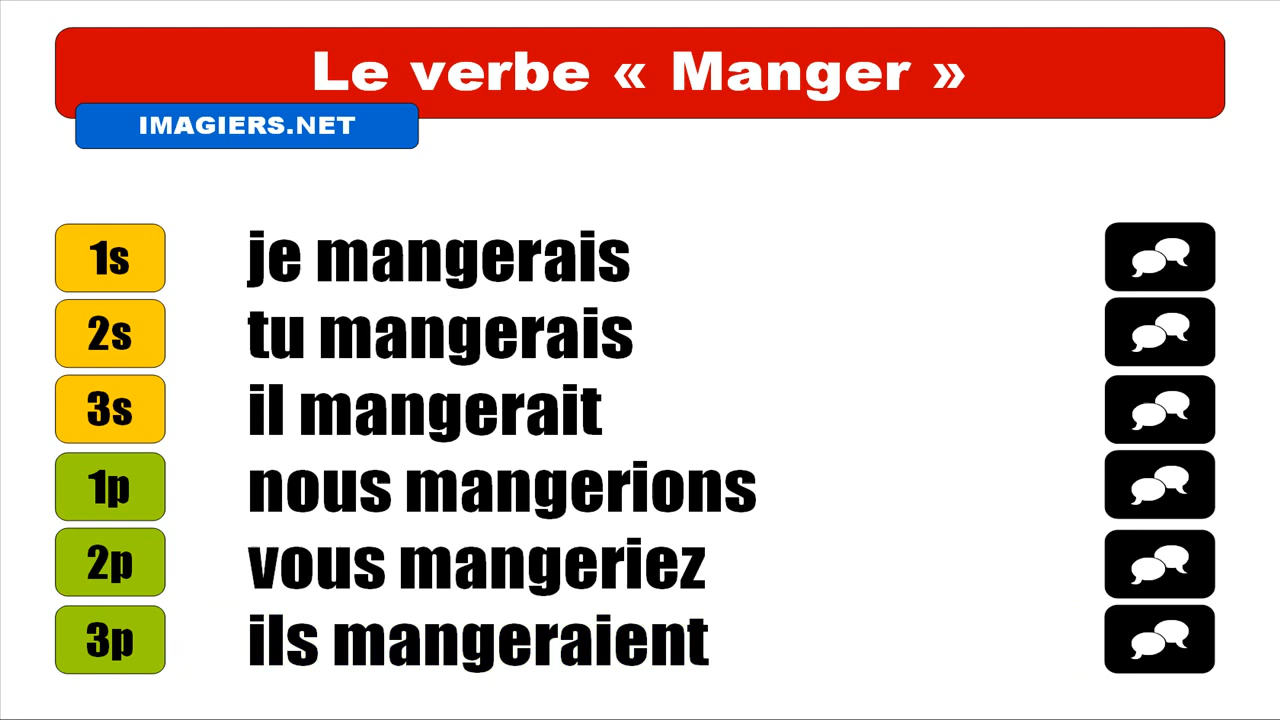 Le verbe « Manger »
IMAGIERS.NET
1s je mangerais
2s tu mangerais
3s il mangerait
1p nous mangerions
2p vous mangeriez
3p ils mangeraient